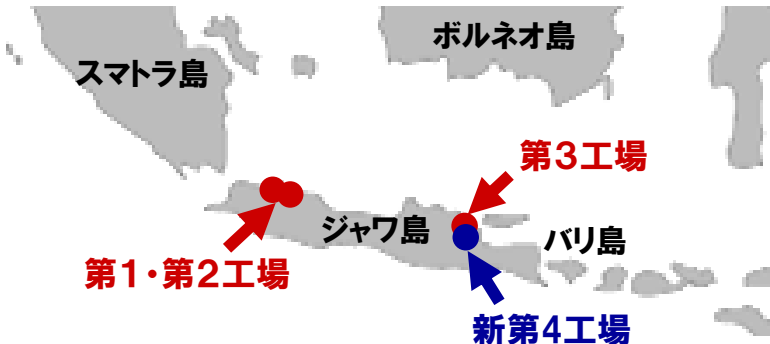 ボルネオ島
スマトラ島
第3工場
ジャワ島
バリ島
第1・第2工場
新第4工場